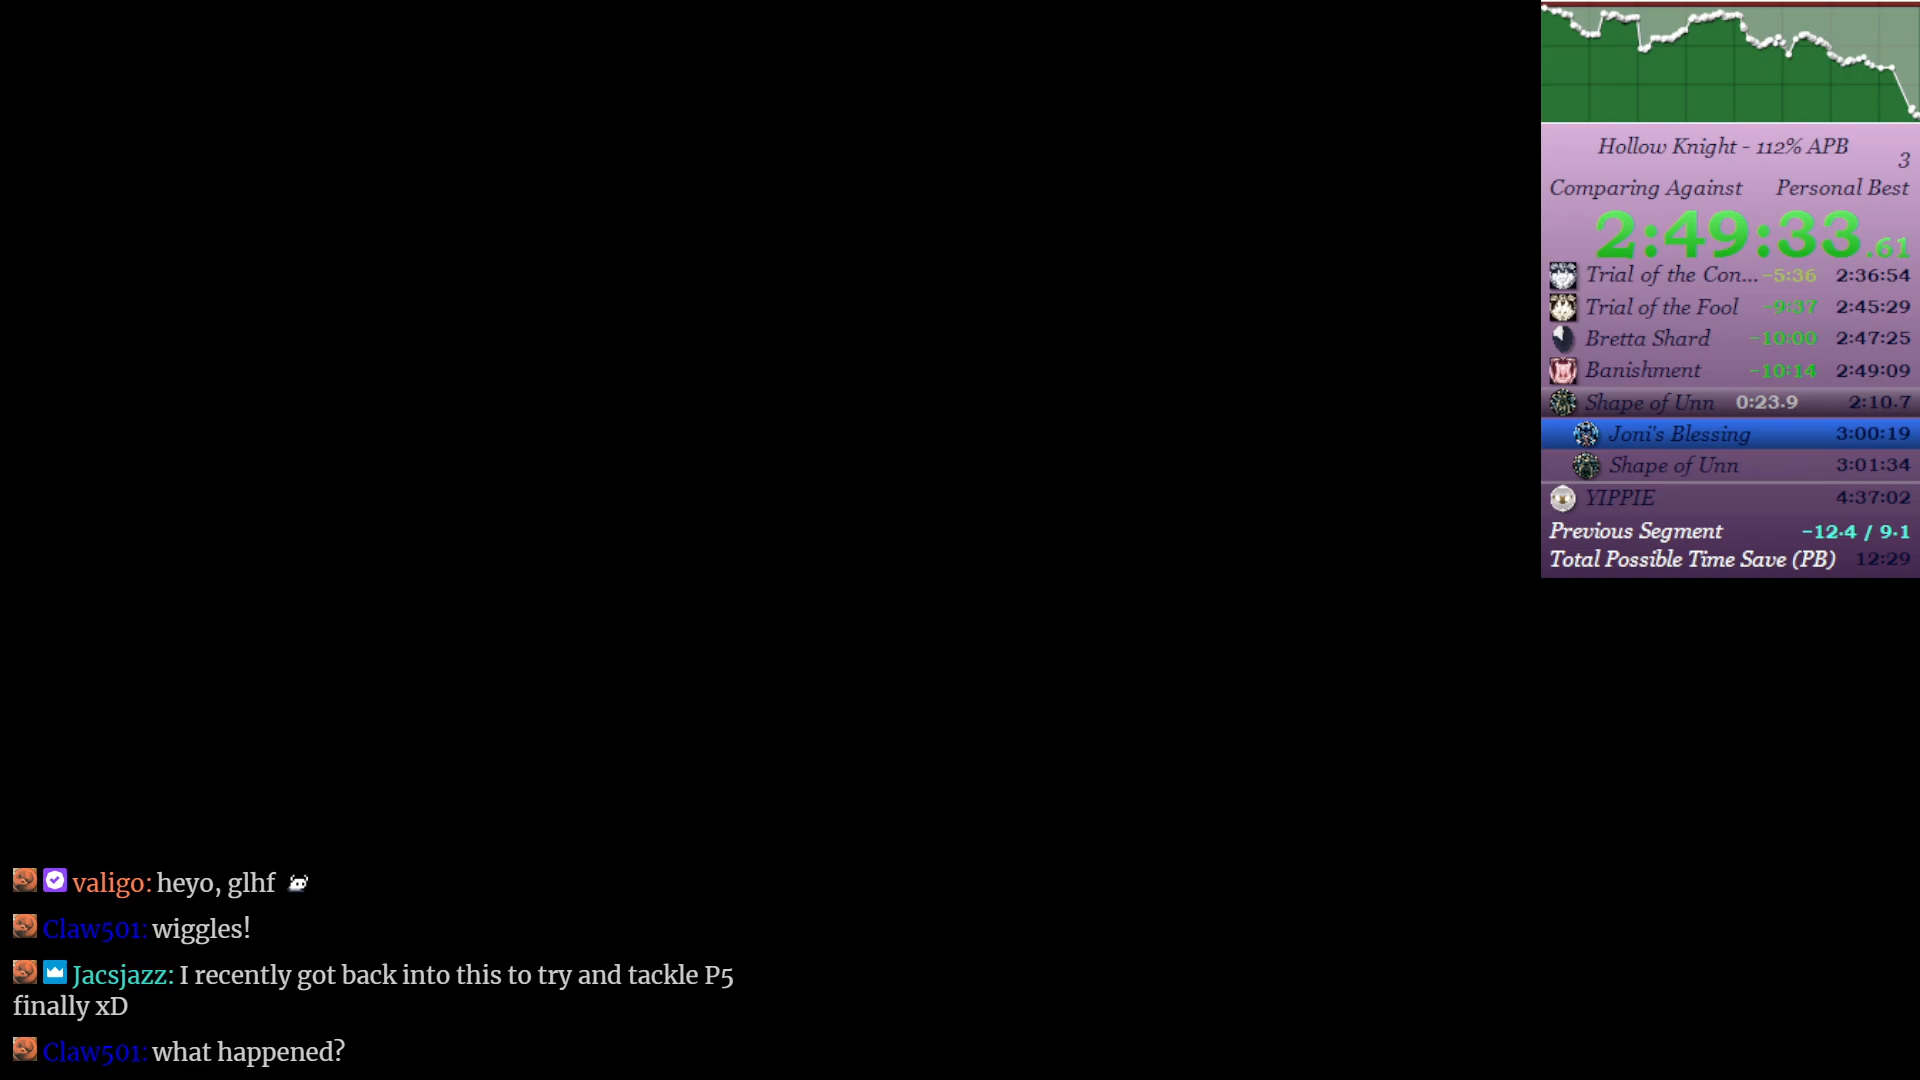 Hollow Knight - 112% APB
3
Comparing Against Personal Best
2:49:33.61
Trial of the Con... -5:36 2:36:54
Trial of the Fool -9:37 2:45:29
Bretta Shard -10:00 2:47:25
Banishment -10:14 2:49:09
Shape of Unn 0:23.9 2:10.7
Joni's Blessing 3:00:19
Shape of Unn 3:01:34
YIPPIE 4:37:02
Previous Segment -12.4 / 9.1
Total Possible Time Save (PB) 12:29
valigo: heyo, glhf
Claw501: wiggles!
Jacsjazz: I recently got back into this to try and tackle P5
finally xD
Claw501: what happened?